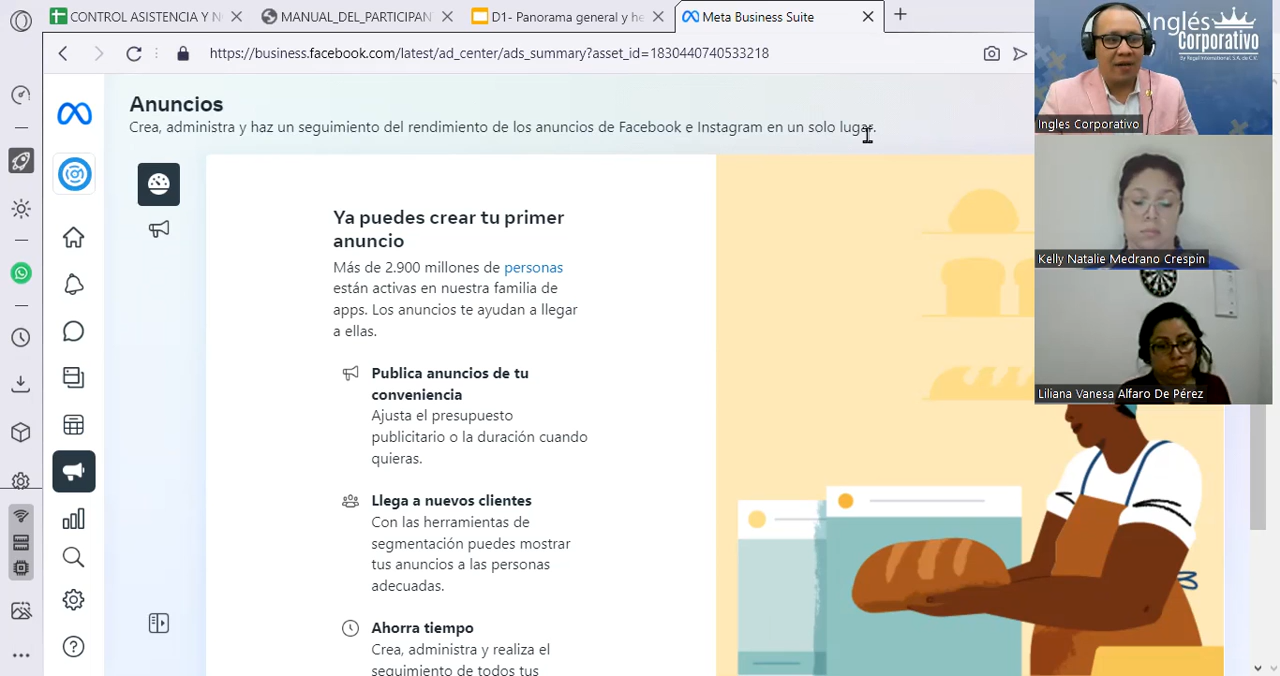 CONTROL ASISTENCIA Y N
MANUAL_DEL_PARTICIPAN
D1- Panorama general y he
Meta Business Suite
https://business.facebook.com/latest/ad_center/ads_summary?asset_id=1830440740533218
Anuncios
Crea, administra y haz un seguimiento del rendimiento de los anuncios de Facebook e Instagram en un solo lugar.
Ya puedes crear tu primer
anuncio
Más de 2.900 millones de personas
están activas en nuestra familia de
apps. Los anuncios te ayudan a llegar
a ellas.
Publica anuncios de tu
conveniencia
Ajusta el presupuesto
publicitario o la duración cuando
quieras.
Llega a nuevos clientes
Con las herramientas de
segmentación puedes mostrar
tus anuncios a las personas
adecuadas.
Ahorra tiempo
Crea, administra y realiza el
seguimiento de todos tus
Inglés
Corporativo
By Regal International, S.A. de C.V.
Ingles Corporativo
Kelly Natalie Medrano Crespin
Liliana Vanesa Alfaro De Pérez